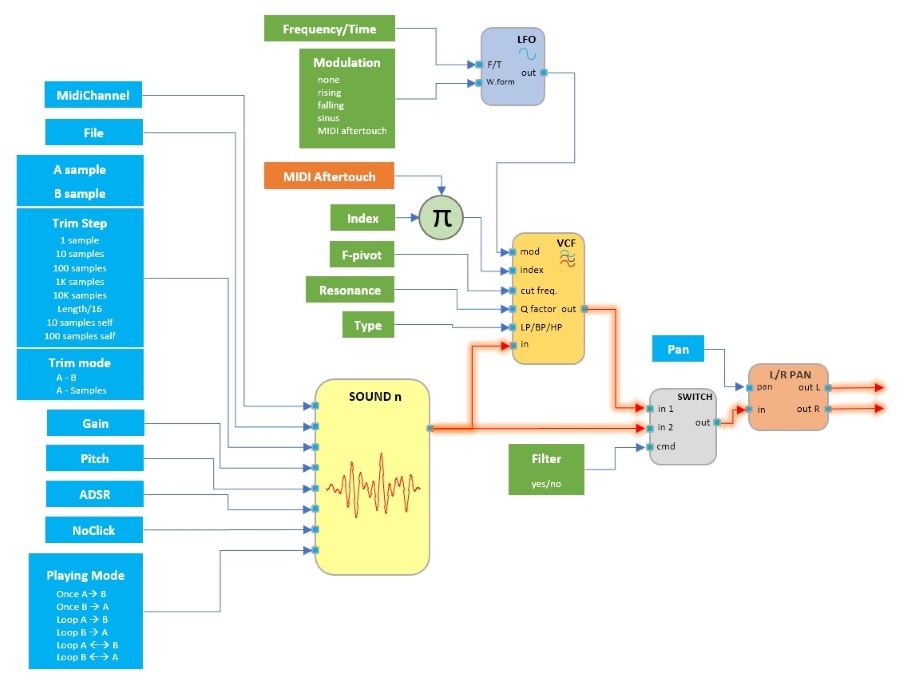 Frequency/Time
Modulation
none
rising
falling
sinus
MIDI aftertouch
LFO
F/T
out
W.form
MidiChannel
File
A sample
B sample
Trim Step
1 sample
10 samples
100 samples
1K samples
10K samples
Length/16
10 samples self
100 samples salf
Trim mode
A - B
A - Samples
Gain
Pitch
ADSR
NoClick
Playing Mode
Once A → B
Once B → A
Loop A → B
Loop B → A
Loop A ←→ B
Loop B ←→ A
MIDI Aftertouch
π
Index
F-pivot
Resonance
Type
VCF
mod
index
cut freq.
Q factor out
LP/BP/HP
in
SOUND n
Filter
yes/no
SWITCH
in 1
out
in 2
cmd
Pan
L/R PAN
pan out L
in out R